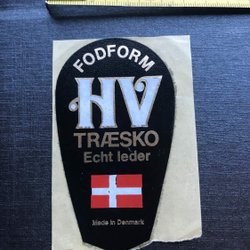 FODFORM
HV
TRÆSKO
Echt leder
Made in Denmark